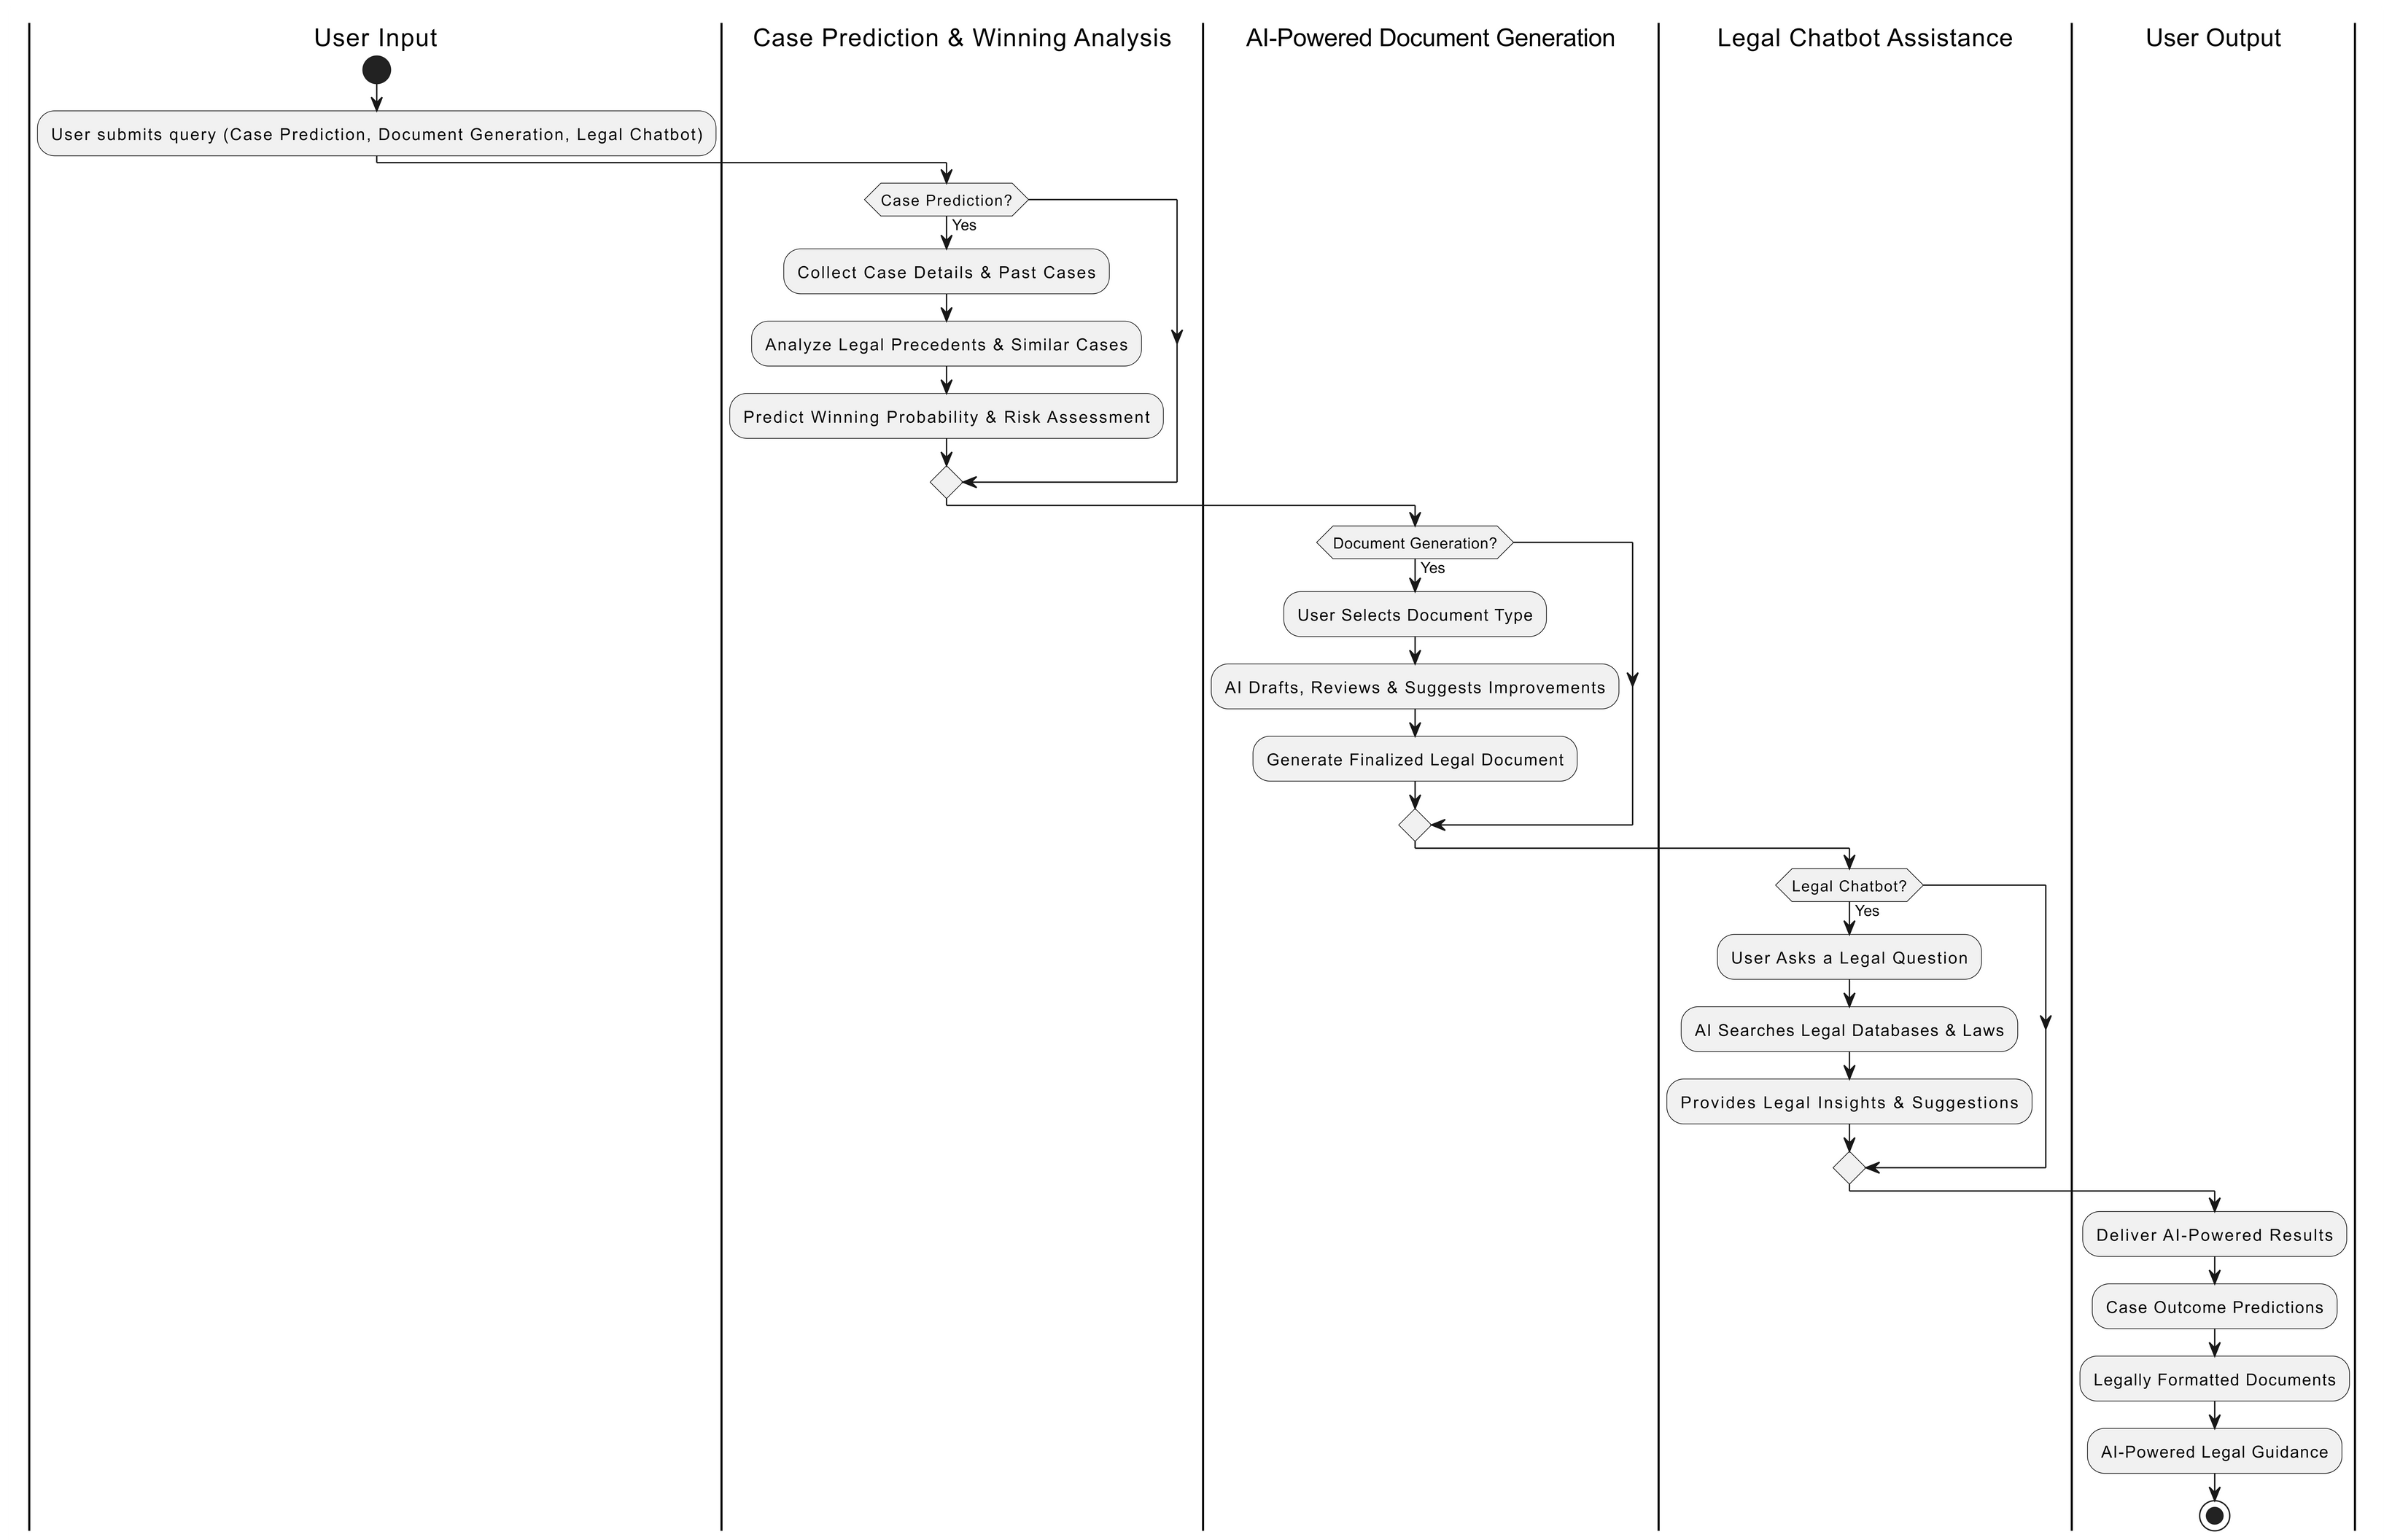 User Input
Case Prediction & Winning Analysis
AI-Powered Document Generation
Legal Chatbot Assistance
User Output
User submits query (Case Prediction, Document Generation, Legal Chatbot)
Case Prediction?
Yes
Collect Case Details & Past Cases
Analyze Legal Precedents & Similar Cases
Predict Winning Probability & Risk Assessment
Document Generation?
Yes
User Selects Document Type
AI Drafts, Reviews & Suggests Improvements
Generate Finalized Legal Document
Legal Chatbot?
Yes
User Asks a Legal Question
AI Searches Legal Databases & Laws
Provides Legal Insights & Suggestions
Deliver AI-Powered Results
Case Outcome Predictions
Legally Formatted Documents
AI-Powered Legal Guidance